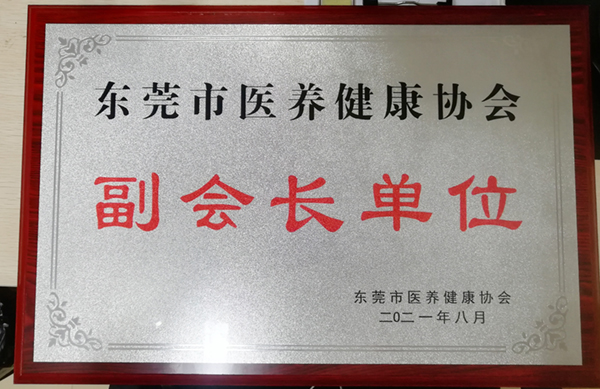 东莞市医养健康协会
副会长单位
东莞市医养健康协会
二0二一年八月